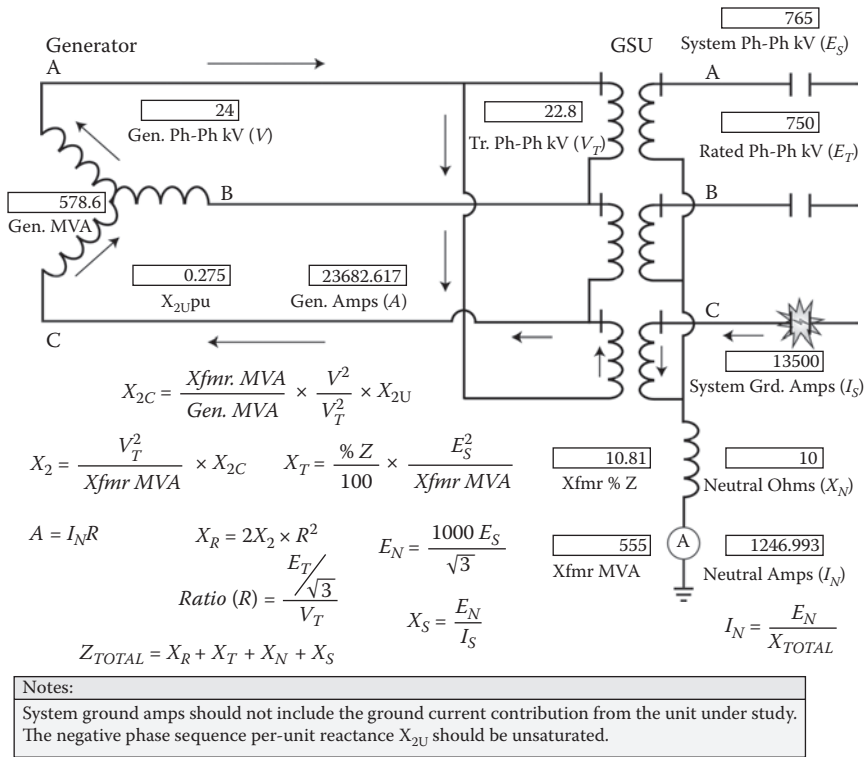 765
Generator
GSU
System Ph-Ph kV (E_S)
A
A
24
22.8
750
Gen. Ph-Ph kV (V)
Tr. Ph-Ph kV (V_T)
Rated Ph-Ph kV (E_T)
B
B
578.6
Gen. MVA
0.275
23682.617
X_2Upu
Gen. Amps (A)
C
C
13500
System Grd. Amps (I_S)
X_2C = Xfmr. MVA / Gen. MVA × V^2 / V_T^2 × X_2U
X_2 = V_T^2 / Xfmr MVA × X_2C
X_T = % Z / 100 × E_S^2 / Xfmr MVA
10.81
10
Xfmr % Z
Neutral Ohms (X_N)
A = I_N R
X_R = 2X_2 × R^2
E_N = 1000 E_S / √3
555
A
1246.993
Xfmr MVA
Neutral Amps (I_N)
Ratio (R) = E_T/√3 / V_T
X_S = E_N / I_S
I_N = E_N / X_TOTAL
Z_TOTAL = X_R + X_T + X_N + X_S
Notes:
System ground amps should not include the ground current contribution from the unit under study.
The negative phase sequence per-unit reactance X_2U should be unsaturated.